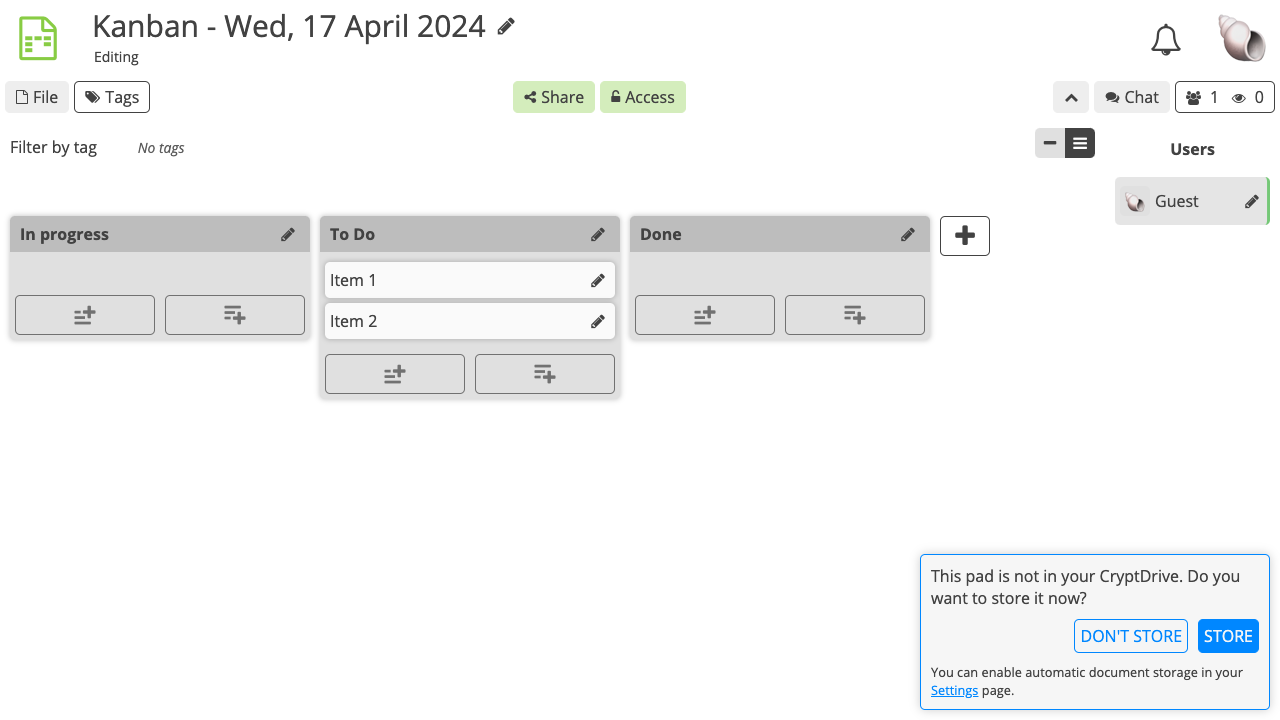 Kanban - Wed, 17 April 2024
Editing
File
Tags
Share
Access
Chat
1
0
Filter by tag
No tags
Users
Guest
In progress
To Do
Done
Item 1
Item 2
This pad is not in your CryptDrive. Do you
want to store it now?
DON'T STORE
STORE
You can enable automatic document storage in your
Settings page.